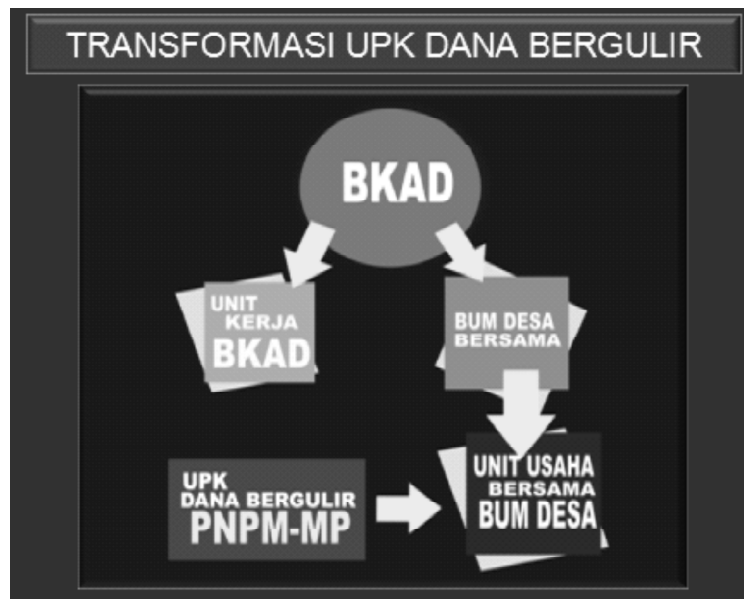 TRANSFORMASI UPK DANA BERGULIR
BKAD
UNIT
KERJA
BKAD
BUM DESA
BERSAMA
UPK
DANA BERGULIR
PNPM-MP
UNIT USAHA
BERSAMA
BUM DESA